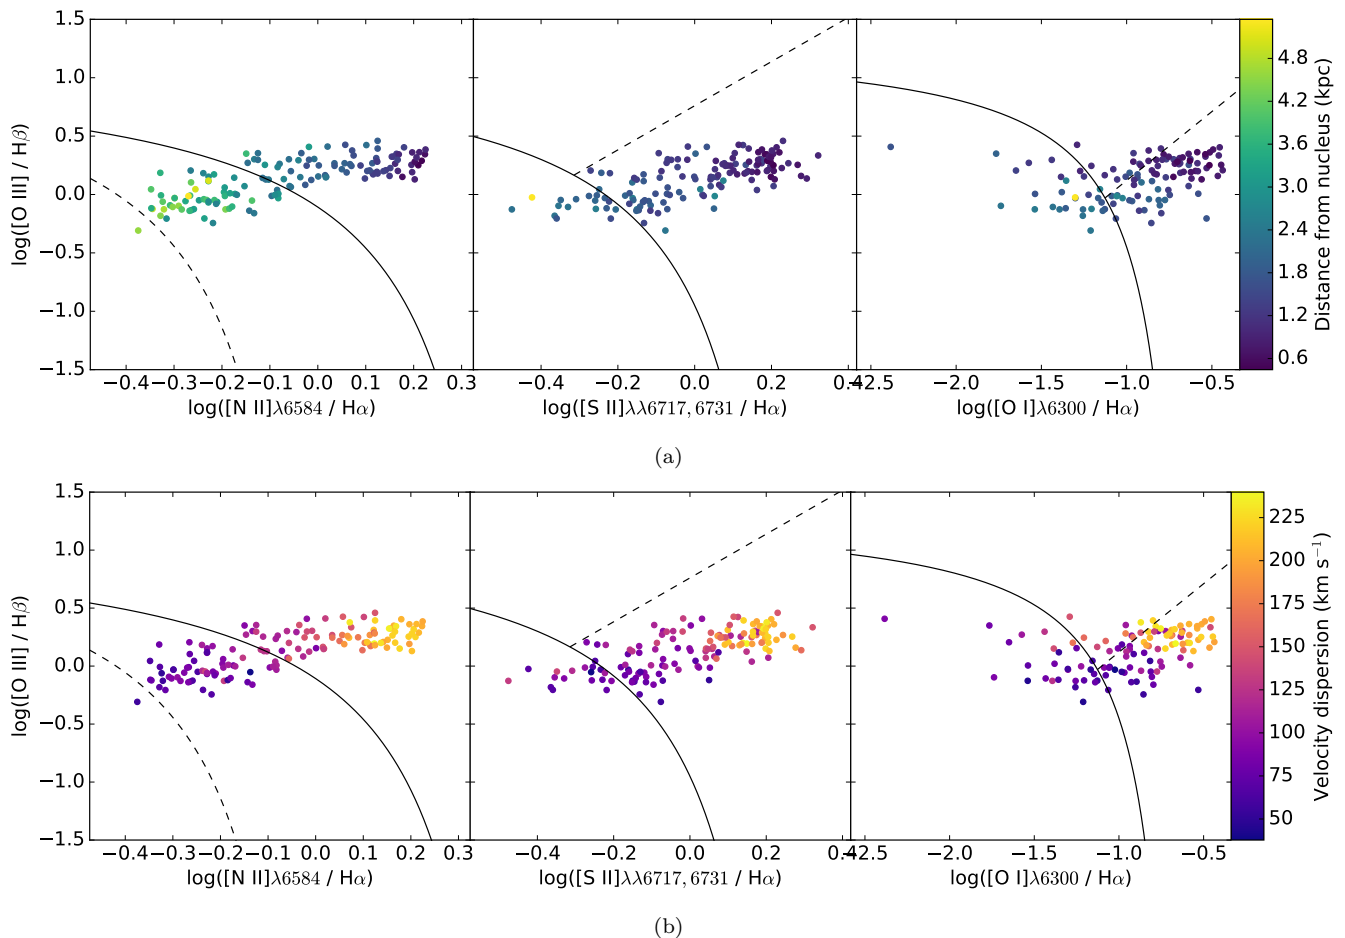 1.5
1.0
0.5
0.0
−0.5
−1.0
−1.5
log([O III] / Hβ)
−0.4 −0.3 −0.2 −0.1 0.0 0.1 0.2 0.3
log([N II]λ6584 / Hα)
−0.4 −0.2 0.0 0.2 0.4
log([S II]λλ6717, 6731 / Hα)
−2.5 −2.0 −1.5 −1.0 −0.5
log([O I]λ6300 / Hα)
4.8
4.2
3.6
3.0
2.4
1.8
1.2
0.6
Distance from nucleus (kpc)
(a)
1.5
1.0
0.5
0.0
−0.5
−1.0
−1.5
log([O III] / Hβ)
−0.4 −0.3 −0.2 −0.1 0.0 0.1 0.2 0.3
log([N II]λ6584 / Hα)
−0.4 −0.2 0.0 0.2 0.4
log([S II]λλ6717, 6731 / Hα)
−2.5 −2.0 −1.5 −1.0 −0.5
log([O I]λ6300 / Hα)
225
200
175
150
125
100
75
50
Velocity dispersion (km s⁻¹)
(b)